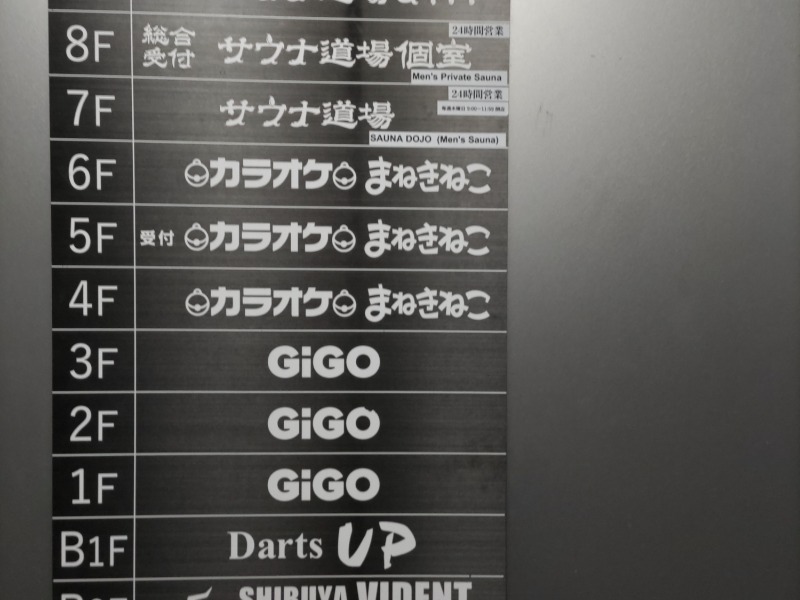 24時間営業
8F 総合受付 サウナ道場個室
Men's Private Sauna
24時間営業
7F サウナ道場
SAUNA DOJO (Men's Sauna)
6F カラオケ まねきねこ
5F 受付 カラオケ まねきねこ
4F カラオケ まねきねこ
3F GiGO
2F GiGO
1F GiGO
B1F Darts UP
SHIBUYA VIDENT